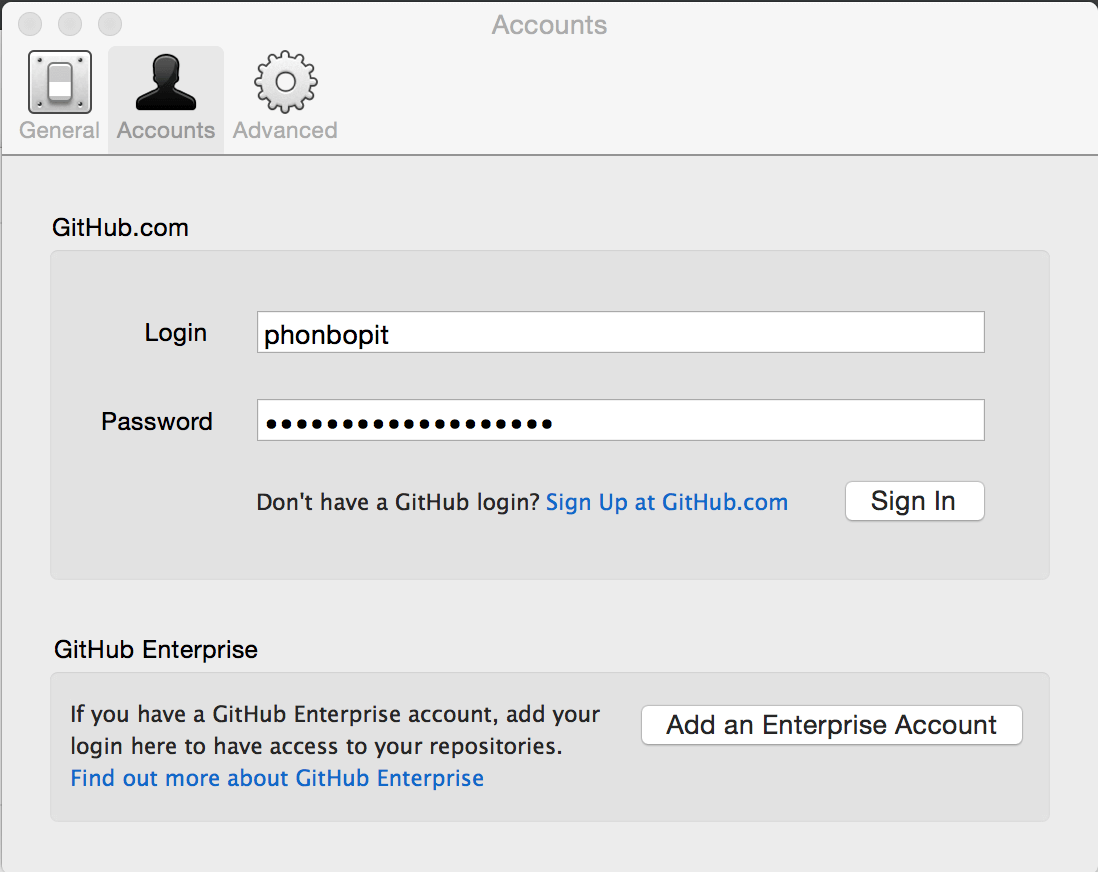 Accounts
General Accounts Advanced
GitHub.com
Login phonbopit
Password ●●●●●●●●●●●●●●●●●●●
Don't have a GitHub login? Sign Up at GitHub.com Sign In
GitHub Enterprise
If you have a GitHub Enterprise account, add your
login here to have access to your repositories.
Find out more about GitHub Enterprise
Add an Enterprise Account